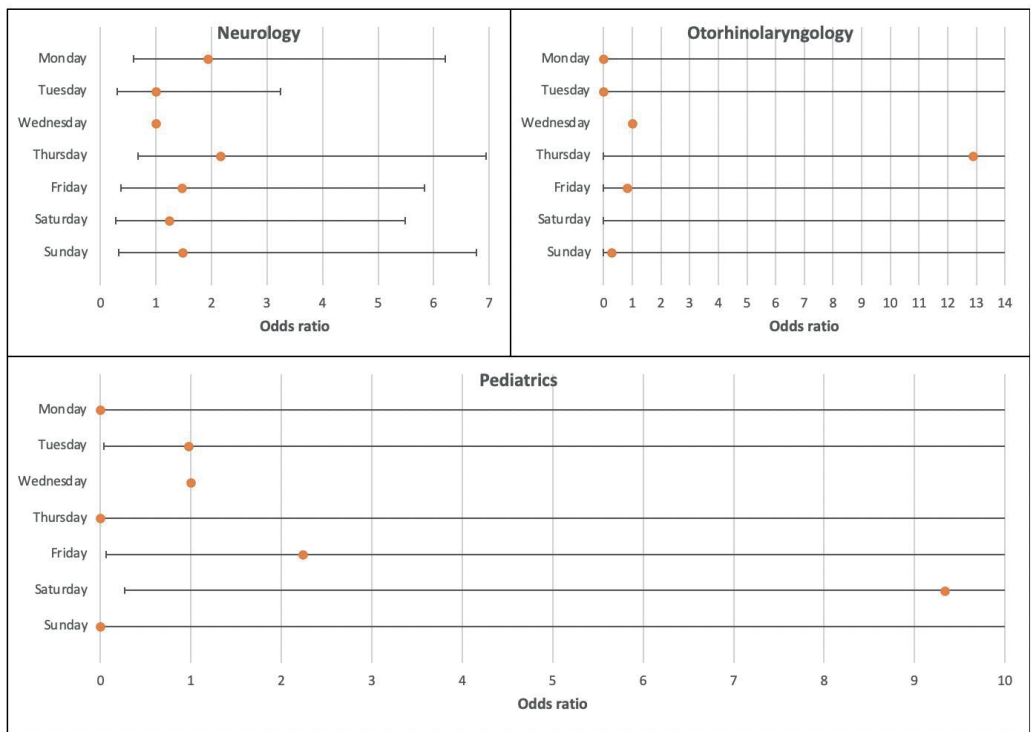 Neurology
Monday
Tuesday
Wednesday
Thursday
Friday
Saturday
Sunday
0 1 2 3 4 5 6 7
Odds ratio
Otorhinolaryngology
Monday
Tuesday
Wednesday
Thursday
Friday
Saturday
Sunday
0 1 2 3 4 5 6 7 8 9 10 11 12 13 14
Odds ratio
Pediatrics
Monday
Tuesday
Wednesday
Thursday
Friday
Saturday
Sunday
0 1 2 3 4 5 6 7 8 9 10
Odds ratio